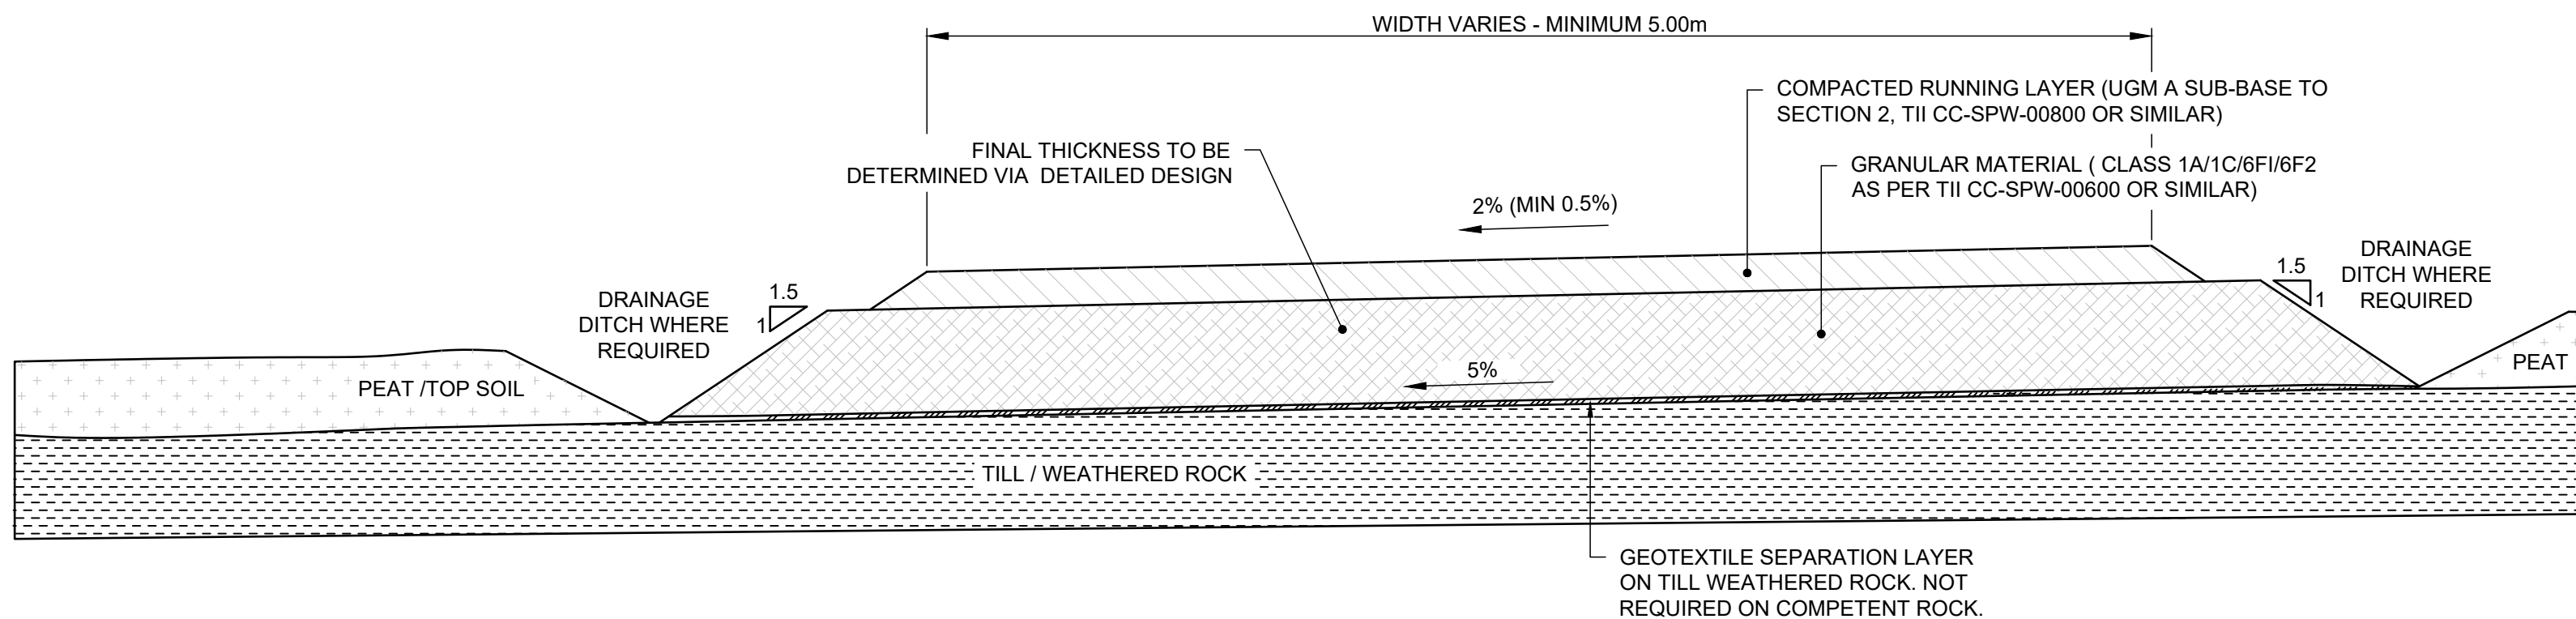 WIDTH VARIES - MINIMUM 5.00m
COMPACTED RUNNING LAYER (UGM A SUB-BASE TO
SECTION 2, TII CC-SPW-00800 OR SIMILAR)
FINAL THICKNESS TO BE
DETERMINED VIA DETAILED DESIGN
GRANULAR MATERIAL ( CLASS 1A/1C/6FI/6F2
AS PER TII CC-SPW-00600 OR SIMILAR)
2% (MIN 0.5%)
DRAINAGE
DITCH WHERE
REQUIRED
1.5
1
1.5
1
DRAINAGE
DITCH WHERE
REQUIRED
PEAT /TOP SOIL
5%
PEAT
TILL / WEATHERED ROCK
GEOTEXTILE SEPARATION LAYER
ON TILL WEATHERED ROCK. NOT
REQUIRED ON COMPETENT ROCK.